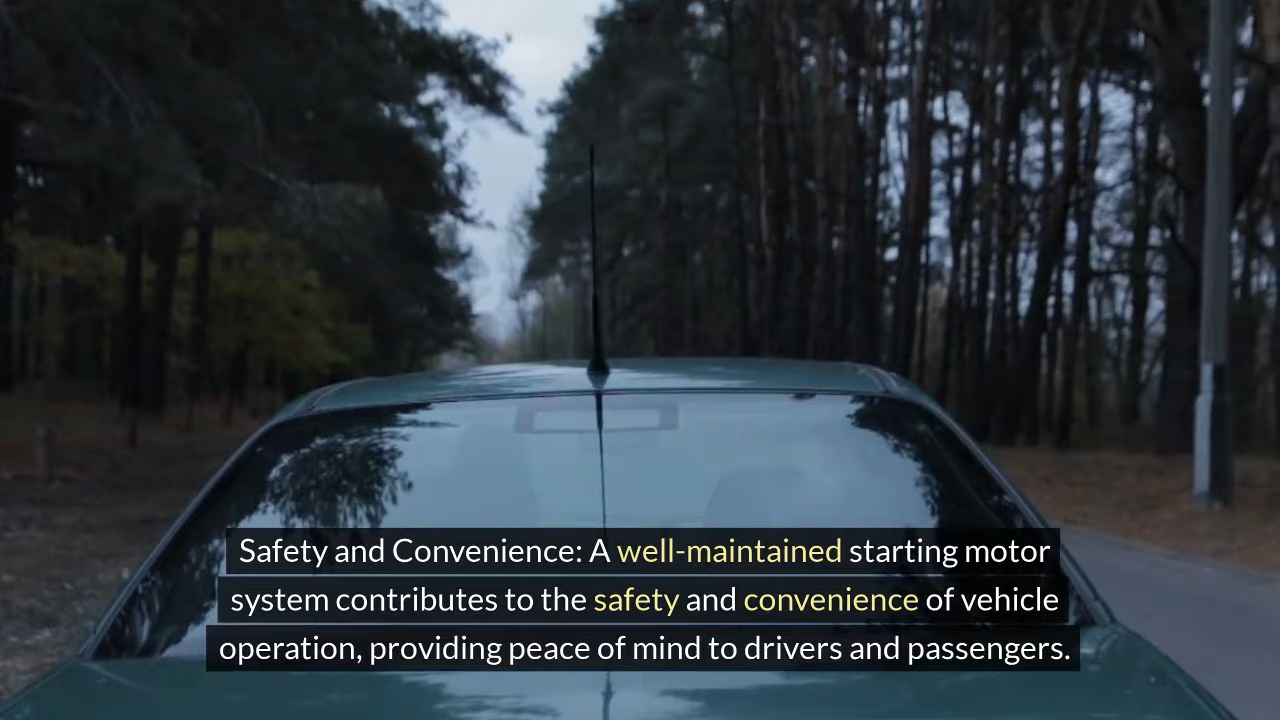 Safety and Convenience: A well-maintained starting motor
system contributes to the safety and convenience of vehicle
operation, providing peace of mind to drivers and passengers.